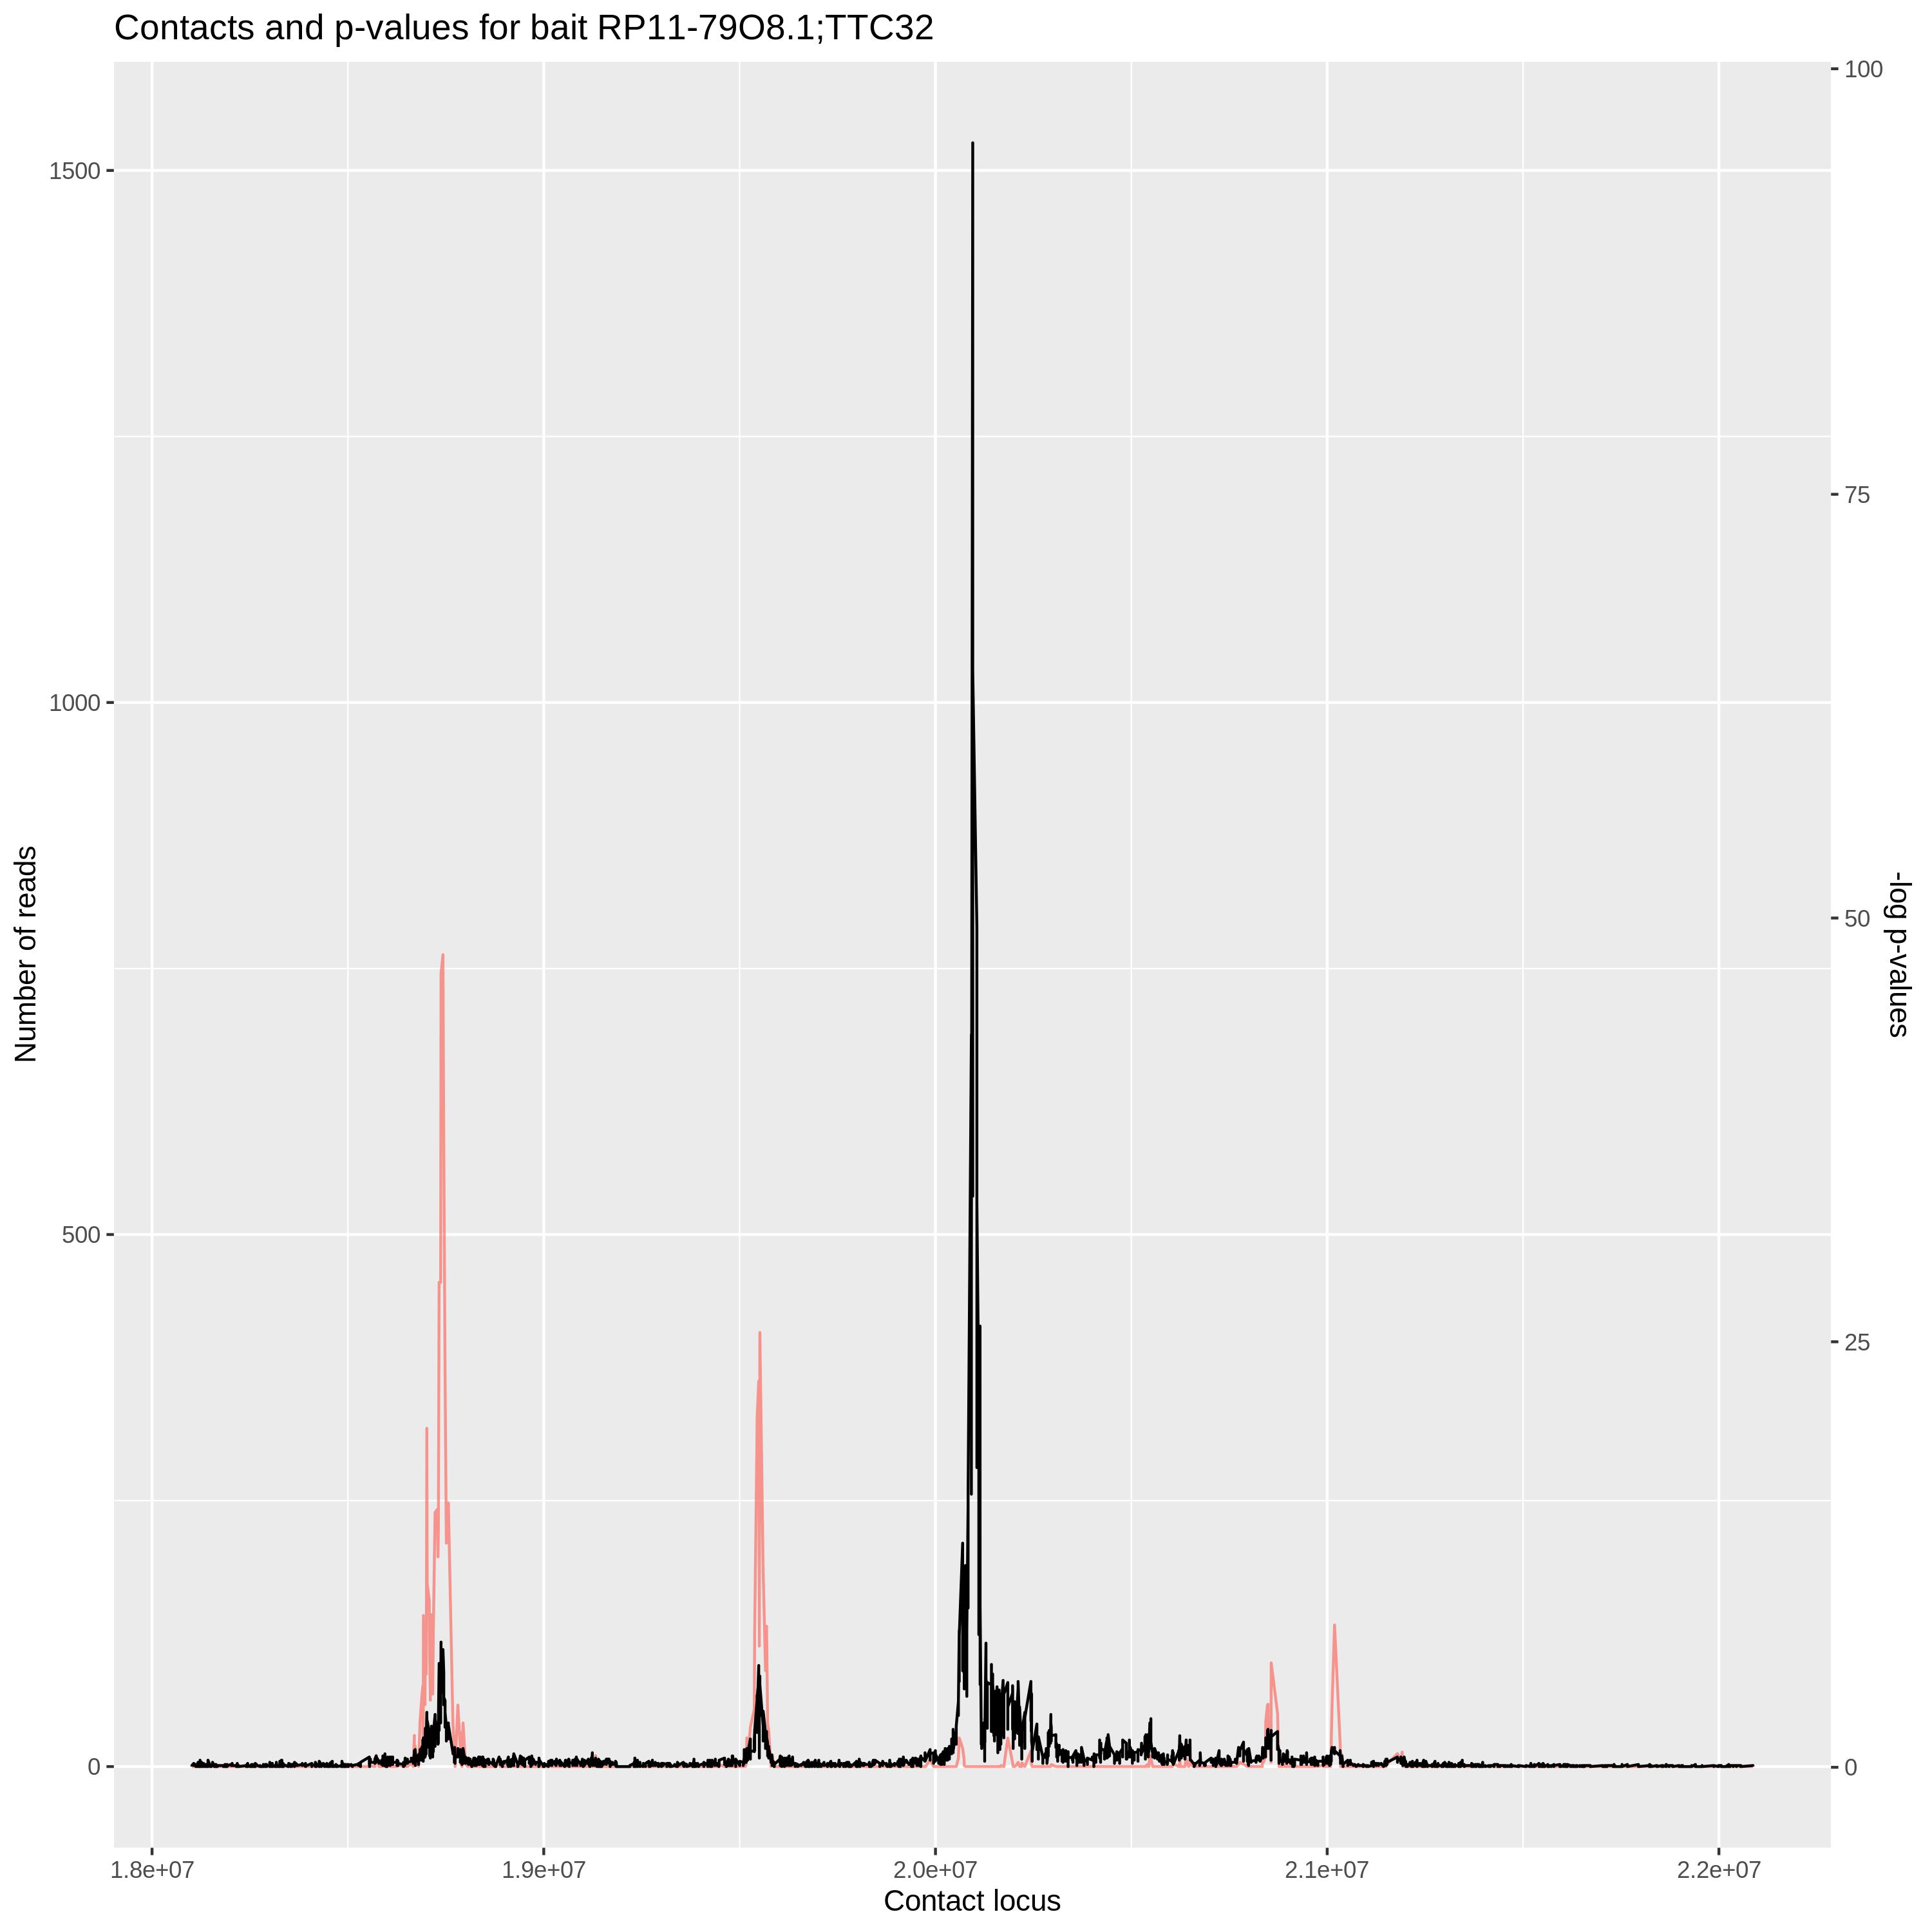 Contacts and p-values for bait RP11-79O8.1;TTC32
100
1500
75
1000
50
Number of reads
-log p-values
500
25
0
0
1.8e+07
1.9e+07
2.0e+07
2.1e+07
2.2e+07
Contact locus